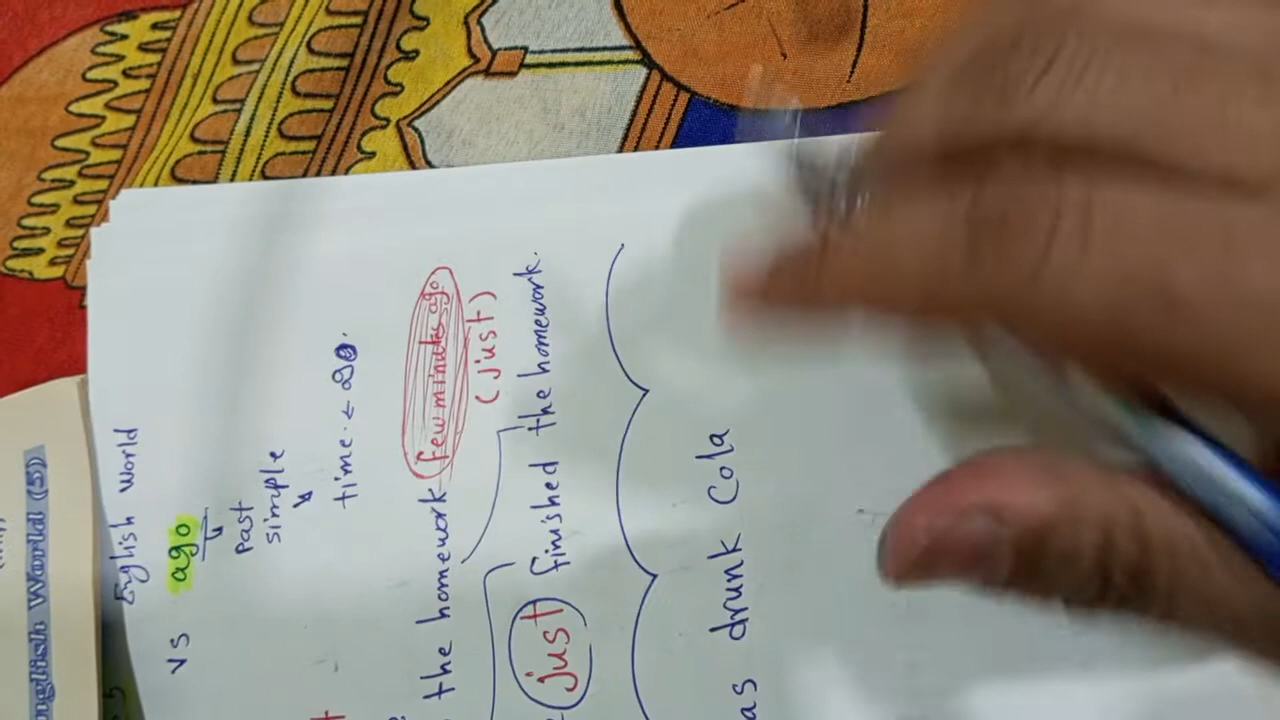 English World (5)
English World
vs ago
Past
simple
time ← ago.
the homework few minutes ago
(just)
just finished the homework.
as drunk Cola